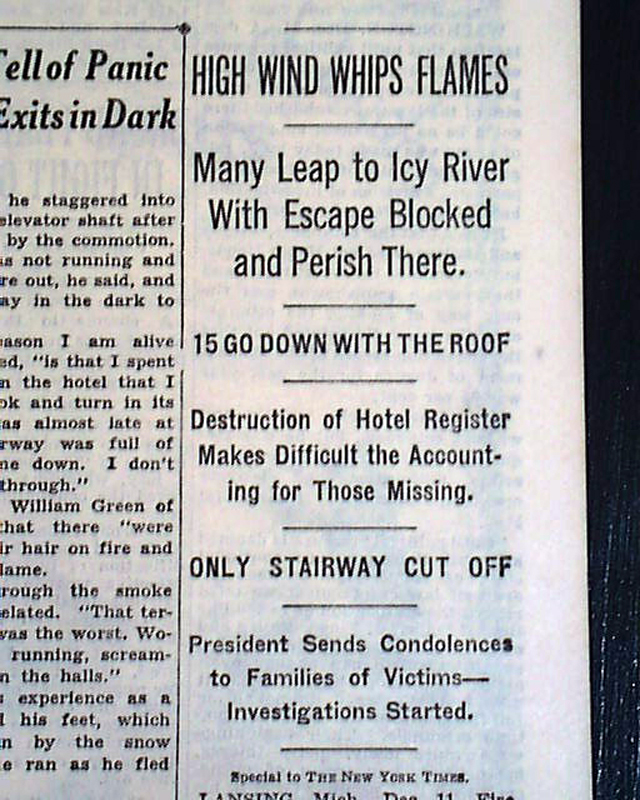 Tell of Panic
Exits in Dark
he staggered into
elevator shaft after
by the commotion.
as not running and
re out, he said, and
ay in the dark to
eason I am alive
ed, "is that I spent
n the hotel that I
ok and turn in its
as almost late at
rway was full of
ne down. I don't
through."
William Green of
that there "were
ir hair on fire and
lame.
rough the smoke
elated. "That ter-
was the worst. Wo-
running, scream-
n the halls."
experience as a
l his feet, which
n by the snow
e ran as he fled
HIGH WIND WHIPS FLAMES
Many Leap to Icy River
With Escape Blocked
and Perish There.
15 GO DOWN WITH THE ROOF
Destruction of Hotel Register
Makes Difficult the Account-
ing for Those Missing.
ONLY STAIRWAY CUT OFF
President Sends Condolences
to Families of Victims—
Investigations Started.
Special to THE NEW YORK TIMES.
LANSING, Mich., Dec. 11.—Fire